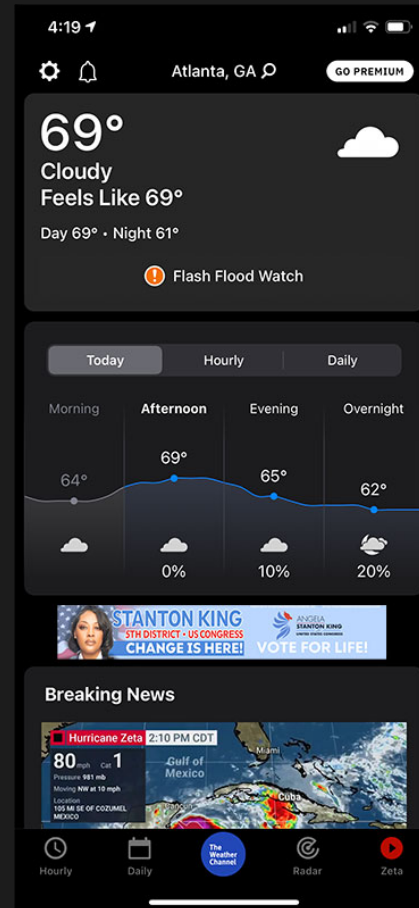 4:19
Atlanta, GA
GO PREMIUM
69°
Cloudy
Feels Like 69°
Day 69° • Night 61°
Flash Flood Watch
Today Hourly Daily
Morning Afternoon Evening Overnight
64° 69° 65° 62°
0% 10% 20%
STANTON KING
5TH DISTRICT • US CONGRESS
CHANGE IS HERE!
ANGELA
STANTON KING
UNITED STATES CONGRESS
VOTE FOR LIFE!
Breaking News
Hurricane Zeta 2:10 PM CDT
80 mph Cat 1
Pressure 981 mb
Moving NW at 10 mph
Location
105 MI SE OF COZUMEL
MEXICO
Gulf of
Mexico
Miami
Cancun
Cuba
The
Weather
Channel
Hourly Daily Radar Zeta